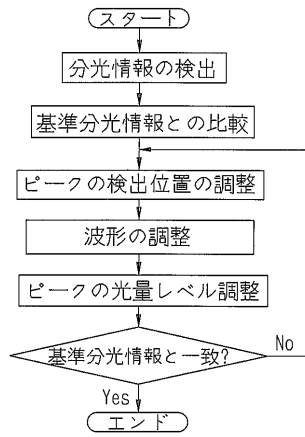 スタート
分光情報の検出
基準分光情報との比較
ピークの検出位置の調整
波形の調整
ピークの光量レベル調整
基準分光情報と一致?
No
Yes
エンド